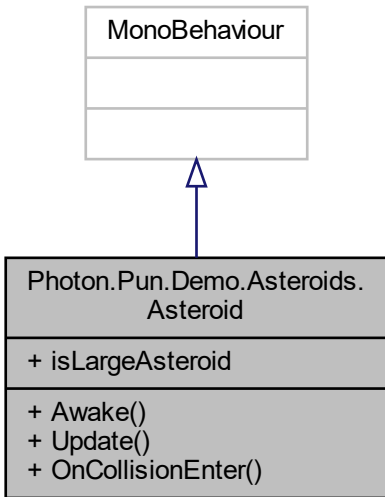 MonoBehaviour
Photon.Pun.Demo.Asteroids.
Asteroid
+ isLargeAsteroid
+ Awake()
+ Update()
+ OnCollisionEnter()